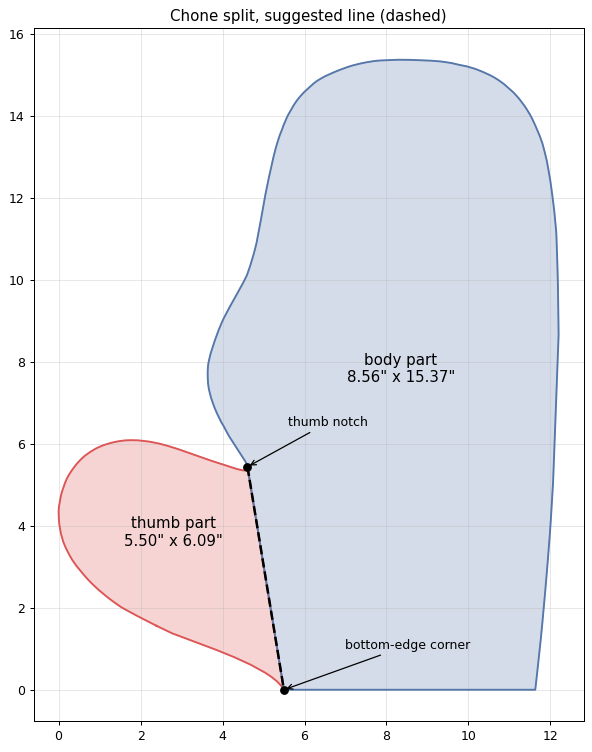 Chone split, suggested line (dashed)
16
14
12
10
8
6
4
2
0
body part
8.56" x 15.37"
thumb notch
thumb part
5.50" x 6.09"
bottom-edge corner
0 2 4 6 8 10 12